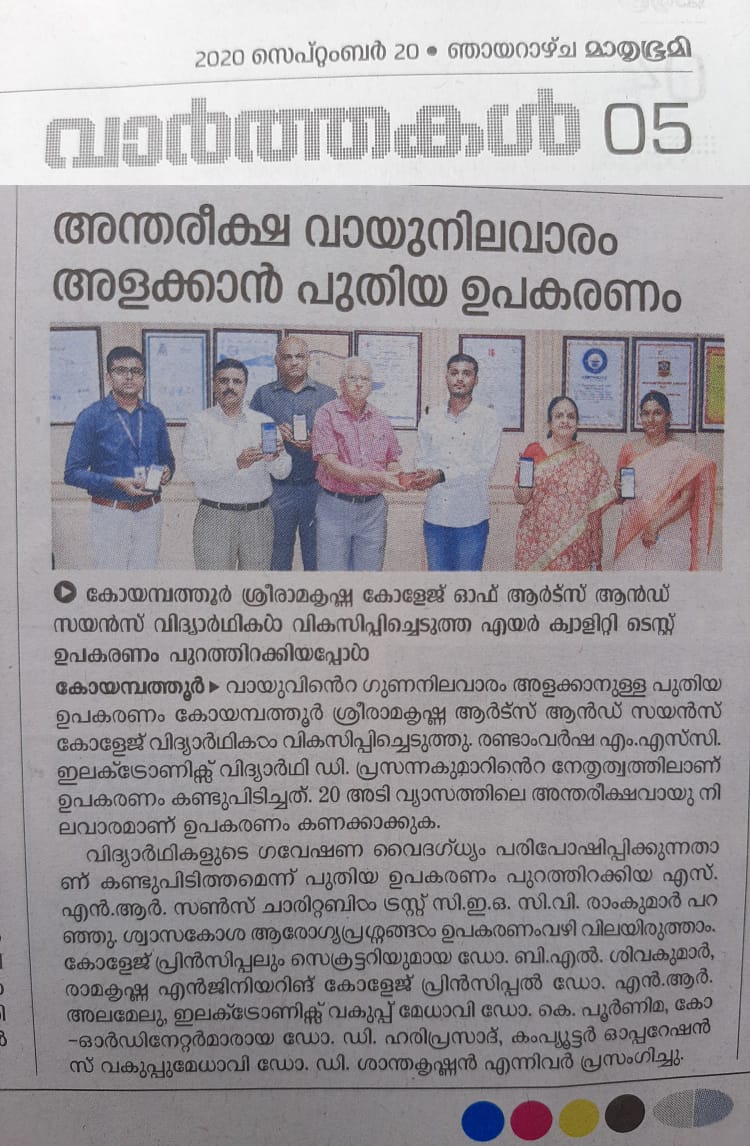 2020 സെപ്റ്റംബർ 20 • ഞായറാഴ്ച മാതൃഭൂമി
വാർത്തകൾ 05
അന്തരീക്ഷ വായുനിലവാരം
അളക്കാൻ പുതിയ ഉപകരണം
കോയമ്പത്തൂർ ശ്രീരാമകൃഷ്ണ കോളേജ് ഓഫ് ആർട്‌സ് ആൻഡ്
സയൻസ് വിദ്യാർഥികൾ വികസിപ്പിച്ചെടുത്ത എയർ ക്വാളിറ്റി ടെസ്റ്റ്
ഉപകരണം പുറത്തിറക്കിയപ്പോൾ
കോയമ്പത്തൂർ ▸ വായുവിന്റെ ഗുണനിലവാരം അളക്കാനുള്ള പുതിയ
ഉപകരണം കോയമ്പത്തൂർ ശ്രീരാമകൃഷ്ണ ആർട്‌സ് ആൻഡ് സയൻസ്
കോളേജ് വിദ്യാർഥികൾ വികസിപ്പിച്ചെടുത്തു. രണ്ടാംവർഷ എം.എസ്‌സി.
ഇലക്‌ട്രോണിക്സ് വിദ്യാർഥി ഡി. പ്രസന്നകുമാറിന്റെ നേതൃത്വത്തിലാണ്
ഉപകരണം കണ്ടുപിടിച്ചത്. 20 അടി വ്യാസത്തിലെ അന്തരീക്ഷവായു നി
ലവാരമാണ് ഉപകരണം കണക്കാക്കുക.
വിദ്യാർഥികളുടെ ഗവേഷണ വൈദഗ്ധ്യം പരിപോഷിപ്പിക്കുന്നതാ
ണ് കണ്ടുപിടിത്തമെന്ന് പുതിയ ഉപകരണം പുറത്തിറക്കിയ എസ്.
എൻ.ആർ. സൺസ് ചാരിറ്റബിൾ ട്രസ്റ്റ് സി.ഇ.ഒ. സി.വി. രാംകുമാർ പറ
ഞ്ഞു. ശ്വാസകോശ ആരോഗ്യപ്രശ്നങ്ങൾ ഉപകരണംവഴി വിലയിരുത്താം.
കോളേജ് പ്രിൻസിപ്പലും സെക്രട്ടറിയുമായ ഡോ. ബി.എൽ. ശിവകുമാർ,
രാമകൃഷ്ണ എൻജിനിയറിങ് കോളേജ് പ്രിൻസിപ്പൽ ഡോ. എൻ.ആർ.
അലമേലു, ഇലക്‌ട്രോണിക്സ് വകുപ്പ് മേധാവി ഡോ. കെ. പൂർണിമ, കോ
-ഓർഡിനേറ്റർമാരായ ഡോ. ഡി. ഹരിപ്രസാദ്, കംപ്യൂട്ടർ ഓപ്പറേഷൻ
സ് വകുപ്പുമേധാവി ഡോ. ഡി. ശാന്തകൃഷ്ണൻ എന്നിവർ പ്രസംഗിച്ചു.